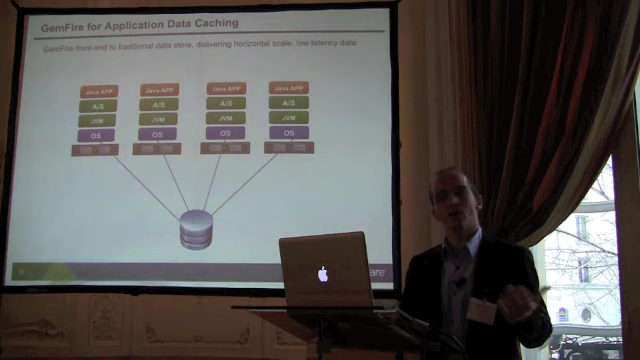 GemFire for Application Data Caching
GemFire front-end to traditional data store, delivering horizontal scale, low latency data
Java APP Java APP Java APP Java APP
A/S A/S A/S A/S
JVM JVM JVM JVM
OS OS OS OS
are